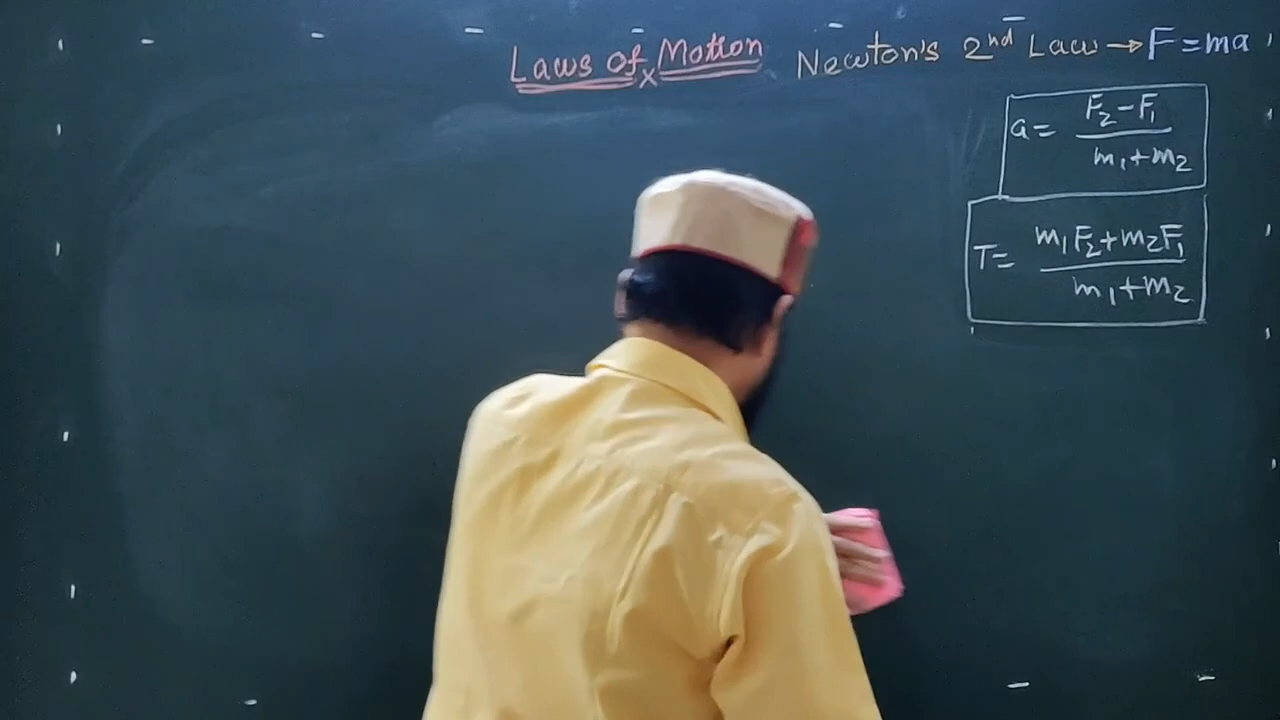 Laws of Motion Newton's 2nd Law → F = ma
x
a = F₂ - F₁ / m₁ + m₂
T = m₁F₂ + m₂F₁ / m₁ + m₂